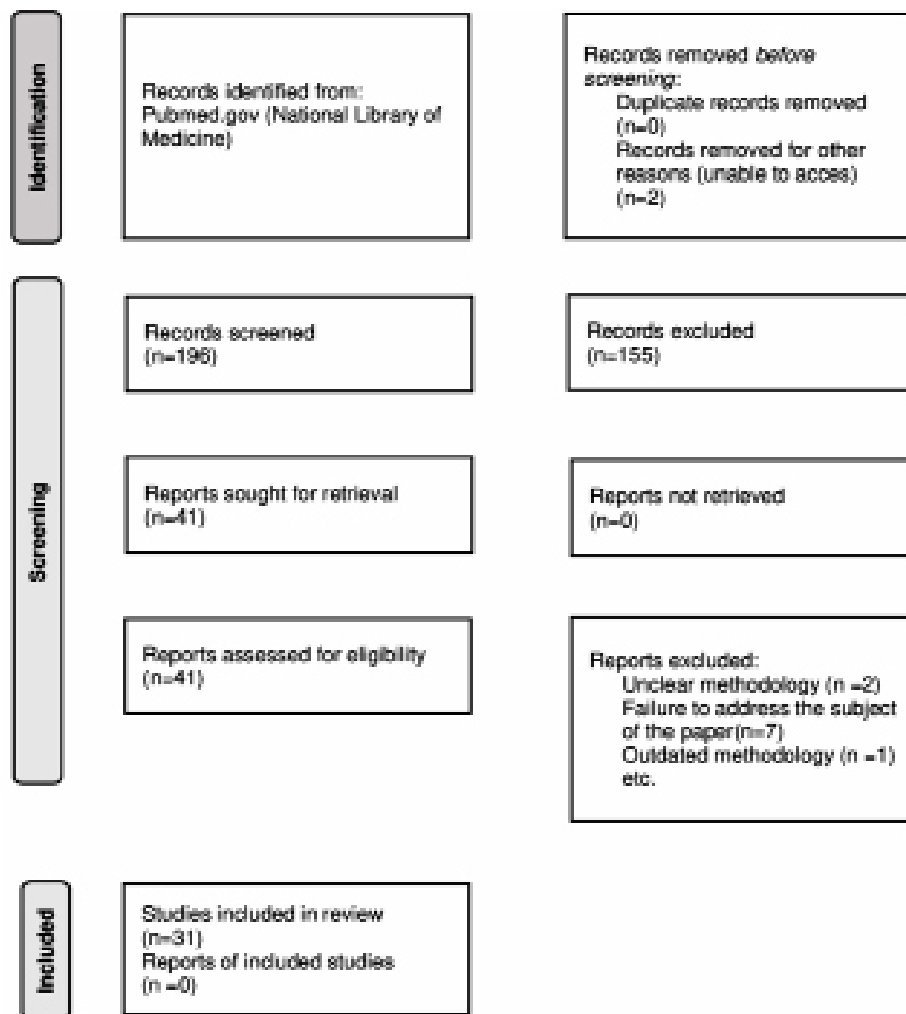 Identification
Records identified from:
Pubmed.gov (National Library of
Medicine)
Records removed before
screening:
Duplicate records removed
(n=0)
Records removed for other
reasons (unable to acces)
(n=2)
Screening
Records screened
(n=196)
Records excluded
(n=155)
Reports sought for retrieval
(n=41)
Reports not retrieved
(n=0)
Reports assessed for eligibility
(n=41)
Reports excluded:
Unclear methodology (n =2)
Failure to address the subject
of the paper(n=7)
Outdated methodology (n =1)
etc.
Included
Studies included in review
(n=31)
Reports of included studies
(n =0)